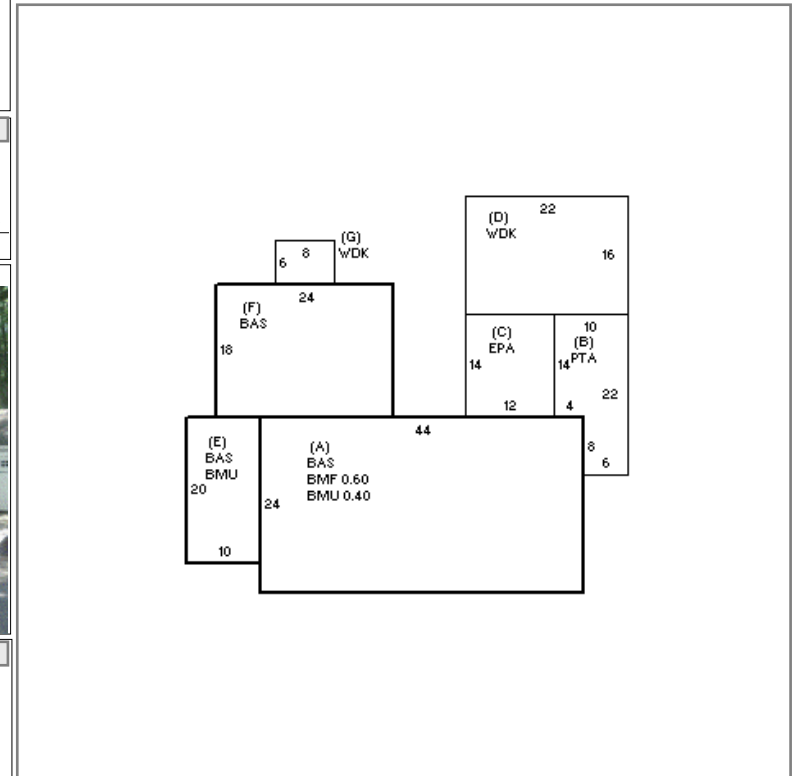 22
(D)
WDK
16
(G)
WDK
8
6
24
(F)
BAS
18
10
(B)
PTA
14
(C)
EPA
14
22
12
4
44
8
6
(E)
BAS
BMU
20
10
(A)
BAS
BMF 0.60
BMU 0.40
24